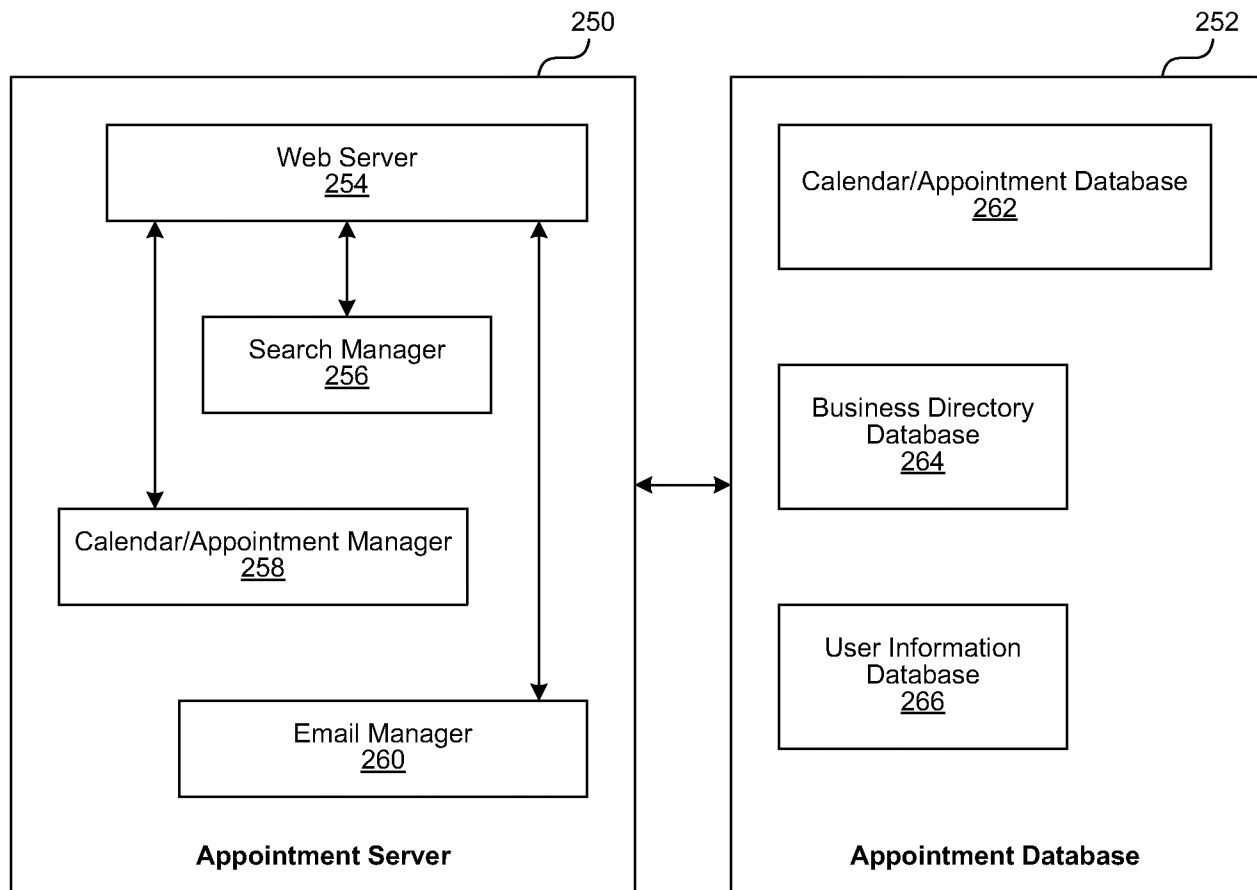 250
252
Web Server
254
Search Manager
256
Calendar/Appointment Manager
258
Email Manager
260
Appointment Server
Calendar/Appointment Database
262
Business Directory
Database
264
User Information
Database
266
Appointment Database